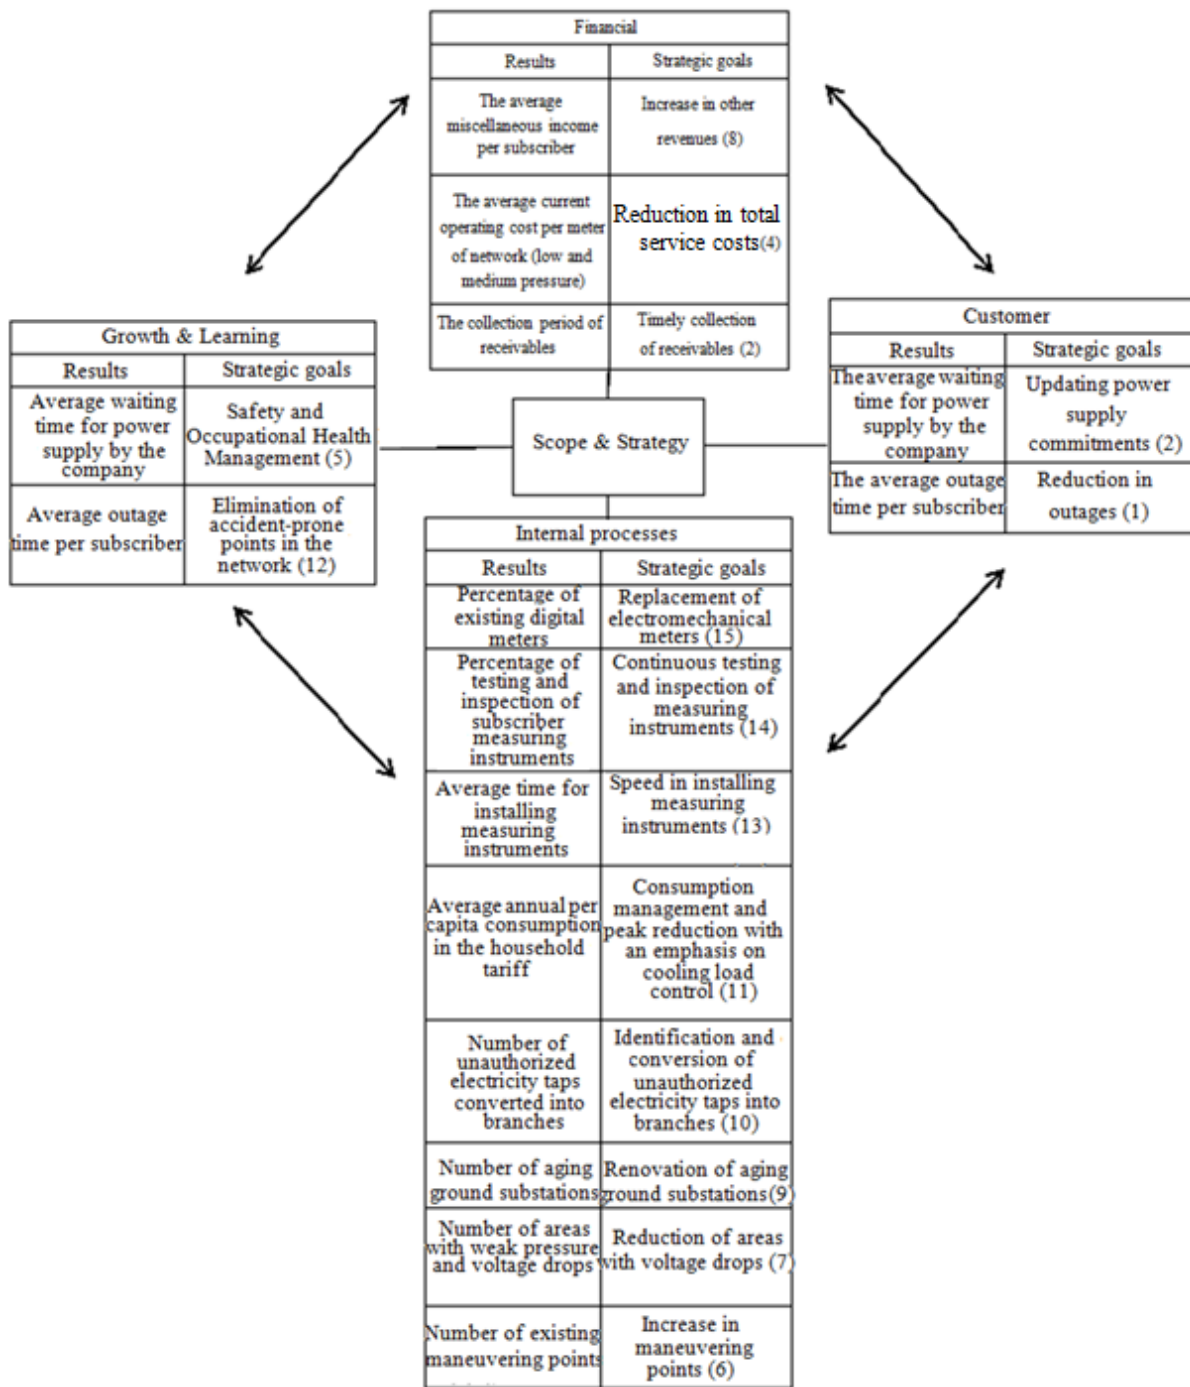 Financial
Results
Strategic goals
The average
miscellaneous income
per subscriber
Increase in other
revenues (8)
The average current
operating cost per meter
of network (low and
medium pressure)
Reduction in total
service costs(4)
The collection period of
receivables
Timely collection
of receivables (2)
Growth & Learning
Results
Strategic goals
Average waiting
time for power
supply by the
company
Safety and
Occupational Health
Management (5)
Average outage
time per subscriber
Elimination of
accident-prone
points in the
network (12)
Scope & Strategy
Customer
Results
Strategic goals
The average waiting
time for power
supply by the
company
Updating power
supply
commitments (2)
The average outage
time per subscriber
Reduction in
outages (1)
Internal processes
Results
Strategic goals
Percentage of
existing digital
meters
Replacement of
electromechanical
meters (15)
Percentage of
testing and
inspection of
subscriber
measuring
instruments
Continuous testing
and inspection of
measuring
instruments (14)
Average time for
installing
measuring
instruments
Speed in installing
measuring
instruments (13)
Average annual per
capita consumption
in the household
tariff
Consumption
management and
peak reduction with
an emphasis on
cooling load
control (11)
Number of
unauthorized
electricity taps
converted into
branches
Identification and
conversion of
unauthorized
electricity taps into
branches (10)
Number of aging
ground substations
Renovation of aging
ground substations(9)
Number of areas
with weak pressure
and voltage drops
Reduction of areas
with voltage drops (7)
Number of existing
maneuvering points
Increase in
maneuvering
points (6)